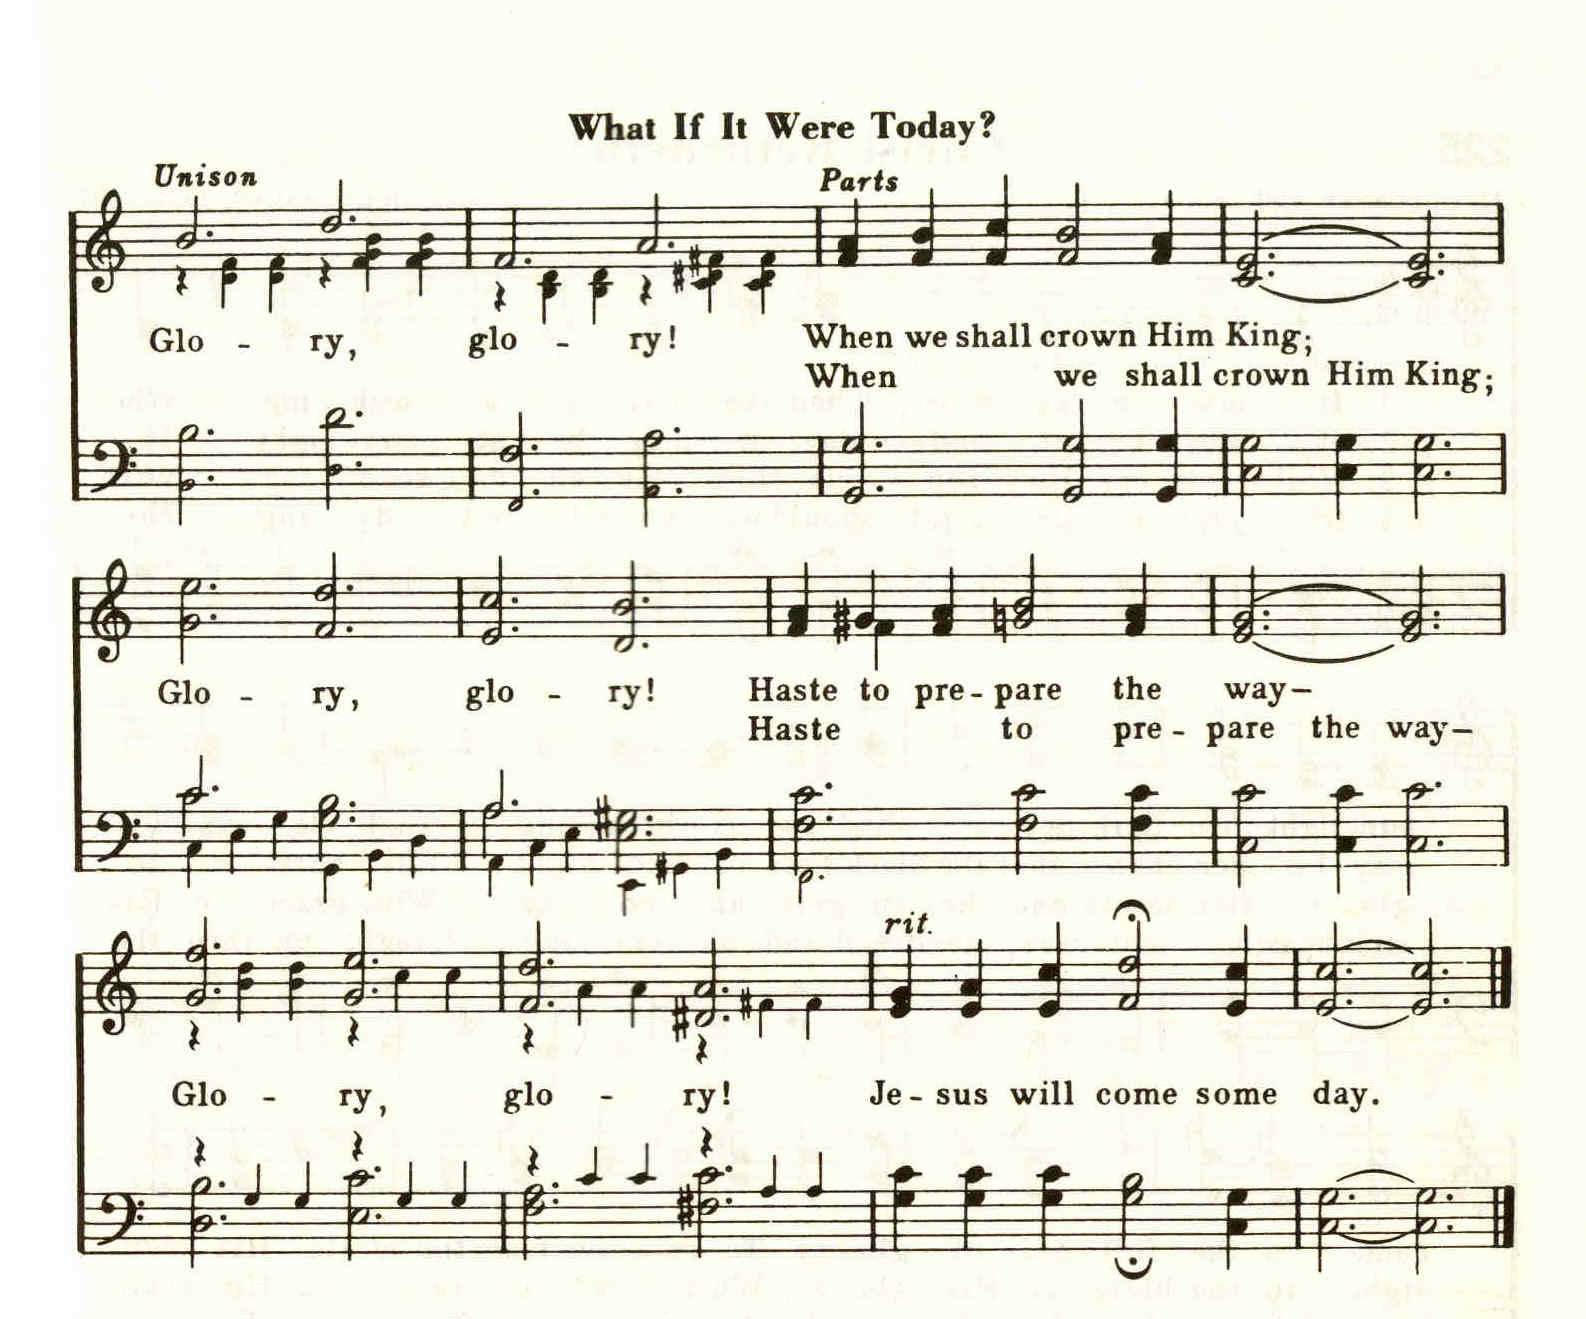 What If It Were Today?
Unison Parts
Glo - ry, glo - ry! When we shall crown Him King;
When we shall crown Him King;
Glo - ry, glo - ry! Haste to pre - pare the way—
Haste to pre - pare the way—
rit.
Glo - ry, glo - ry! Je - sus will come some day.